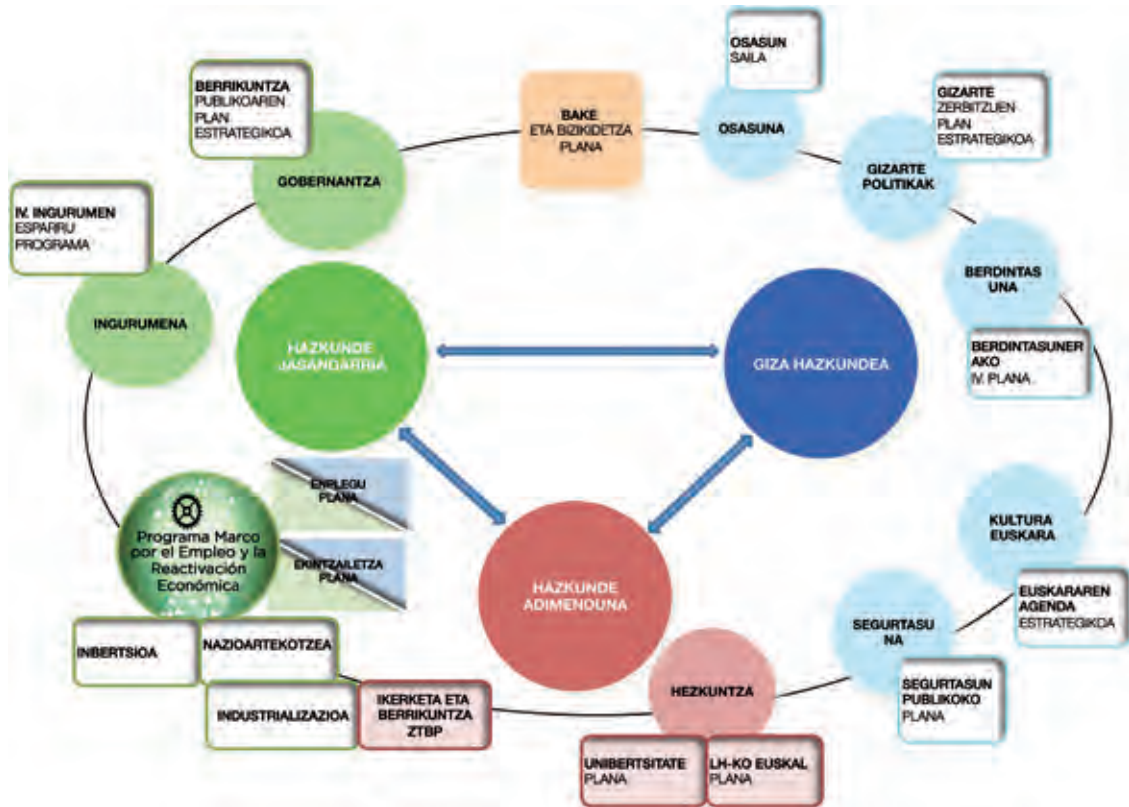 OSASUN
SAILA
BERRIKUNTZA
PUBLIKOAREN
PLAN
ESTRATEGIKOA
GIZARTE
ZERBITZUEN
PLAN
ESTRATEGIKOA
BAKE
ETA BIZIKIDETZA
PLANA
OSASUNA
GOBERNANTZA
GIZARTE
POLITIKAK
IV. INGURUMEN
ESPARRU
PROGRAMA
BERDINTAS
UNA
INGURUMENA
HAZKUNDE
JASANGARRIA
GIZA HAZKUNDEA
BERDINTASUNER
AKO
IV. PLANA
ENPLEGU
PLANA
Programa Marco
por el Empleo y la
Reactivación
Económica
EKINTZAILETZA
PLANA
HAZKUNDE
ADIMENDUNA
KULTURA
EUSKARA
EUSKARAREN
AGENDA
ESTRATEGIKOA
SEGURTASU
NA
INBERTSIOA
NAZIOARTEKOTZEA
SEGURTASUN
PUBLIKOKO
PLANA
HEZKUNTZA
INDUSTRIALIZAZIOA
IKERKETA ETA
BERRIKUNTZA
ZTBP
UNIBERTSITATE
PLANA
LH-KO EUSKAL
PLANA